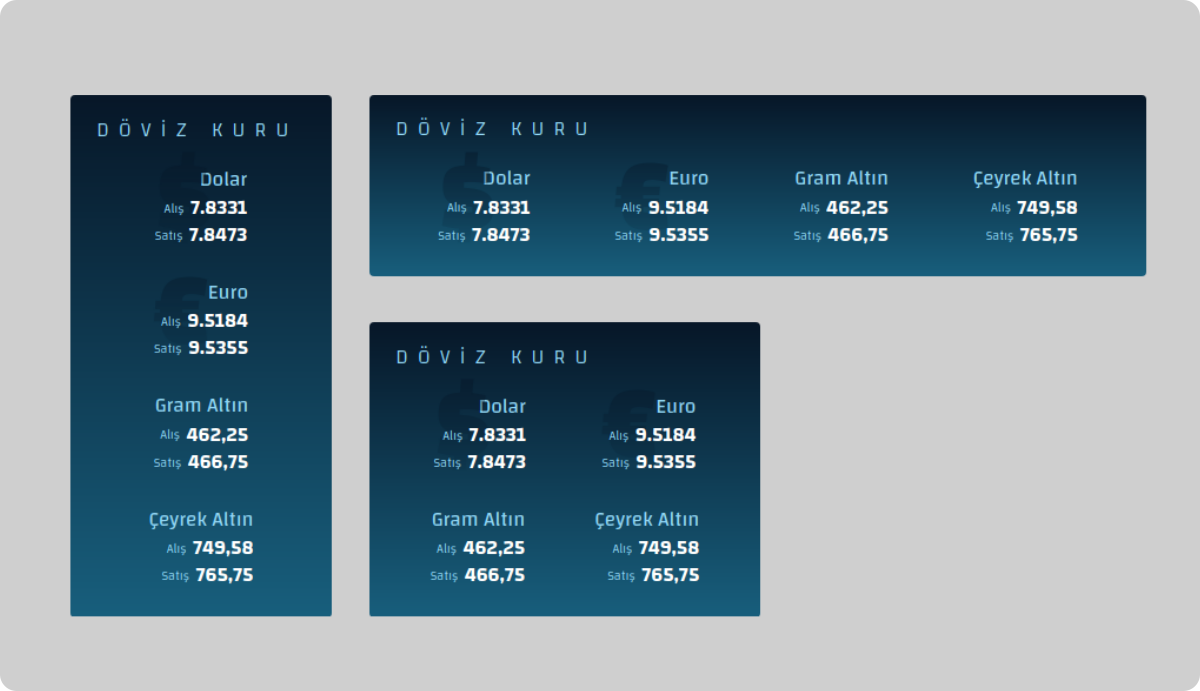 DÖVİZ KURU
Dolar
Alış 7.8331
Satış 7.8473
Euro
Alış 9.5184
Satış 9.5355
Gram Altın
Alış 462,25
Satış 466,75
Çeyrek Altın
Alış 749,58
Satış 765,75
DÖVİZ KURU
Dolar
Alış 7.8331
Satış 7.8473
Euro
Alış 9.5184
Satış 9.5355
Gram Altın
Alış 462,25
Satış 466,75
Çeyrek Altın
Alış 749,58
Satış 765,75
DÖVİZ KURU
Dolar
Alış 7.8331
Satış 7.8473
Euro
Alış 9.5184
Satış 9.5355
Gram Altın
Alış 462,25
Satış 466,75
Çeyrek Altın
Alış 749,58
Satış 765,75